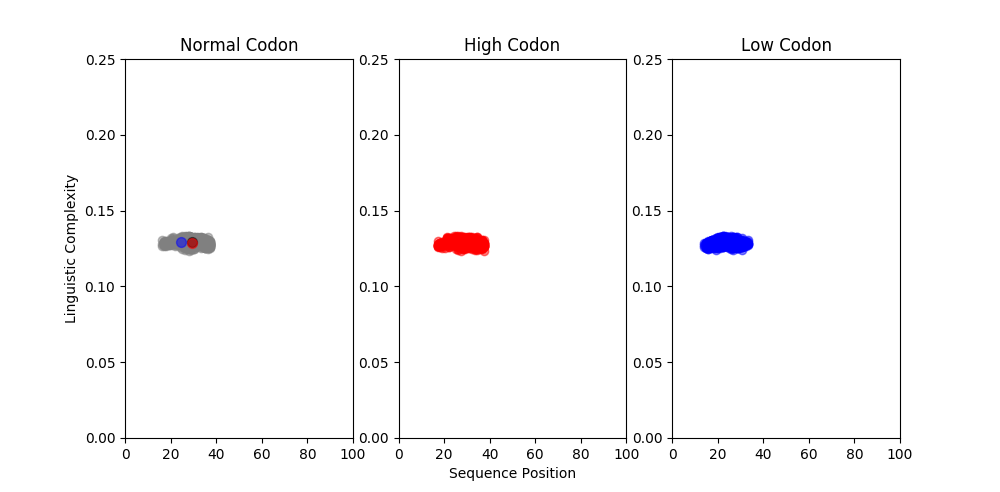 Normal Codon
High Codon
Low Codon
Linguistic Complexity
0.25
0.20
0.15
0.10
0.05
0.00
0 20 40 60 80 100
0.25
0.20
0.15
0.10
0.05
0.00
0 20 40 60 80 100
0.25
0.20
0.15
0.10
0.05
0.00
0 20 40 60 80 100
Sequence Position